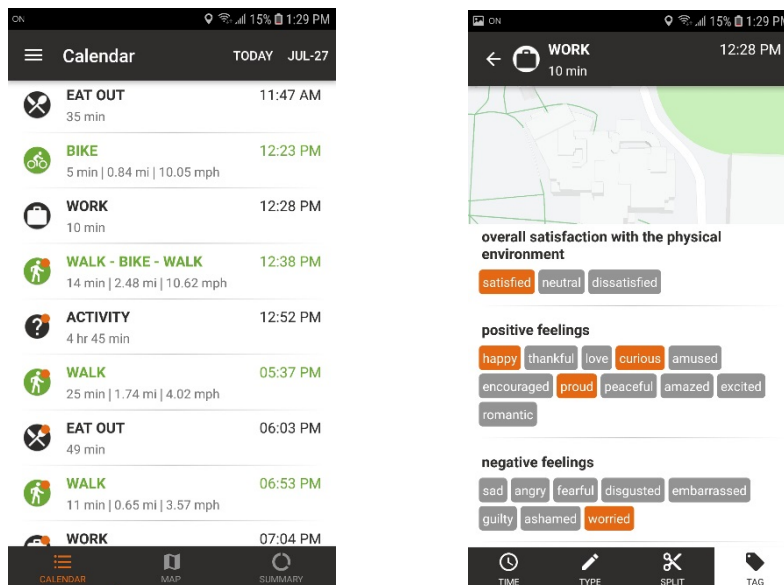 ON 15% 1:29 PM
Calendar TODAY JUL-27
EAT OUT 11:47 AM
35 min
BIKE 12:23 PM
5 min | 0.84 mi | 10.05 mph
WORK 12:28 PM
10 min
WALK - BIKE - WALK 12:38 PM
14 min | 2.48 mi | 10.62 mph
ACTIVITY 12:52 PM
4 hr 45 min
WALK 05:37 PM
25 min | 1.74 mi | 4.02 mph
EAT OUT 06:03 PM
49 min
WALK 06:53 PM
11 min | 0.65 mi | 3.57 mph
WORK 07:04 PM
CALENDAR MAP SUMMARY
ON 15% 1:29 PM
WORK 12:28 PM
10 min
overall satisfaction with the physical
environment
satisfied neutral dissatisfied
positive feelings
happy thankful love curious amused
encouraged proud peaceful amazed excited
romantic
negative feelings
sad angry fearful disgusted embarrassed
guilty ashamed worried
TIME TYPE SPLIT TAG